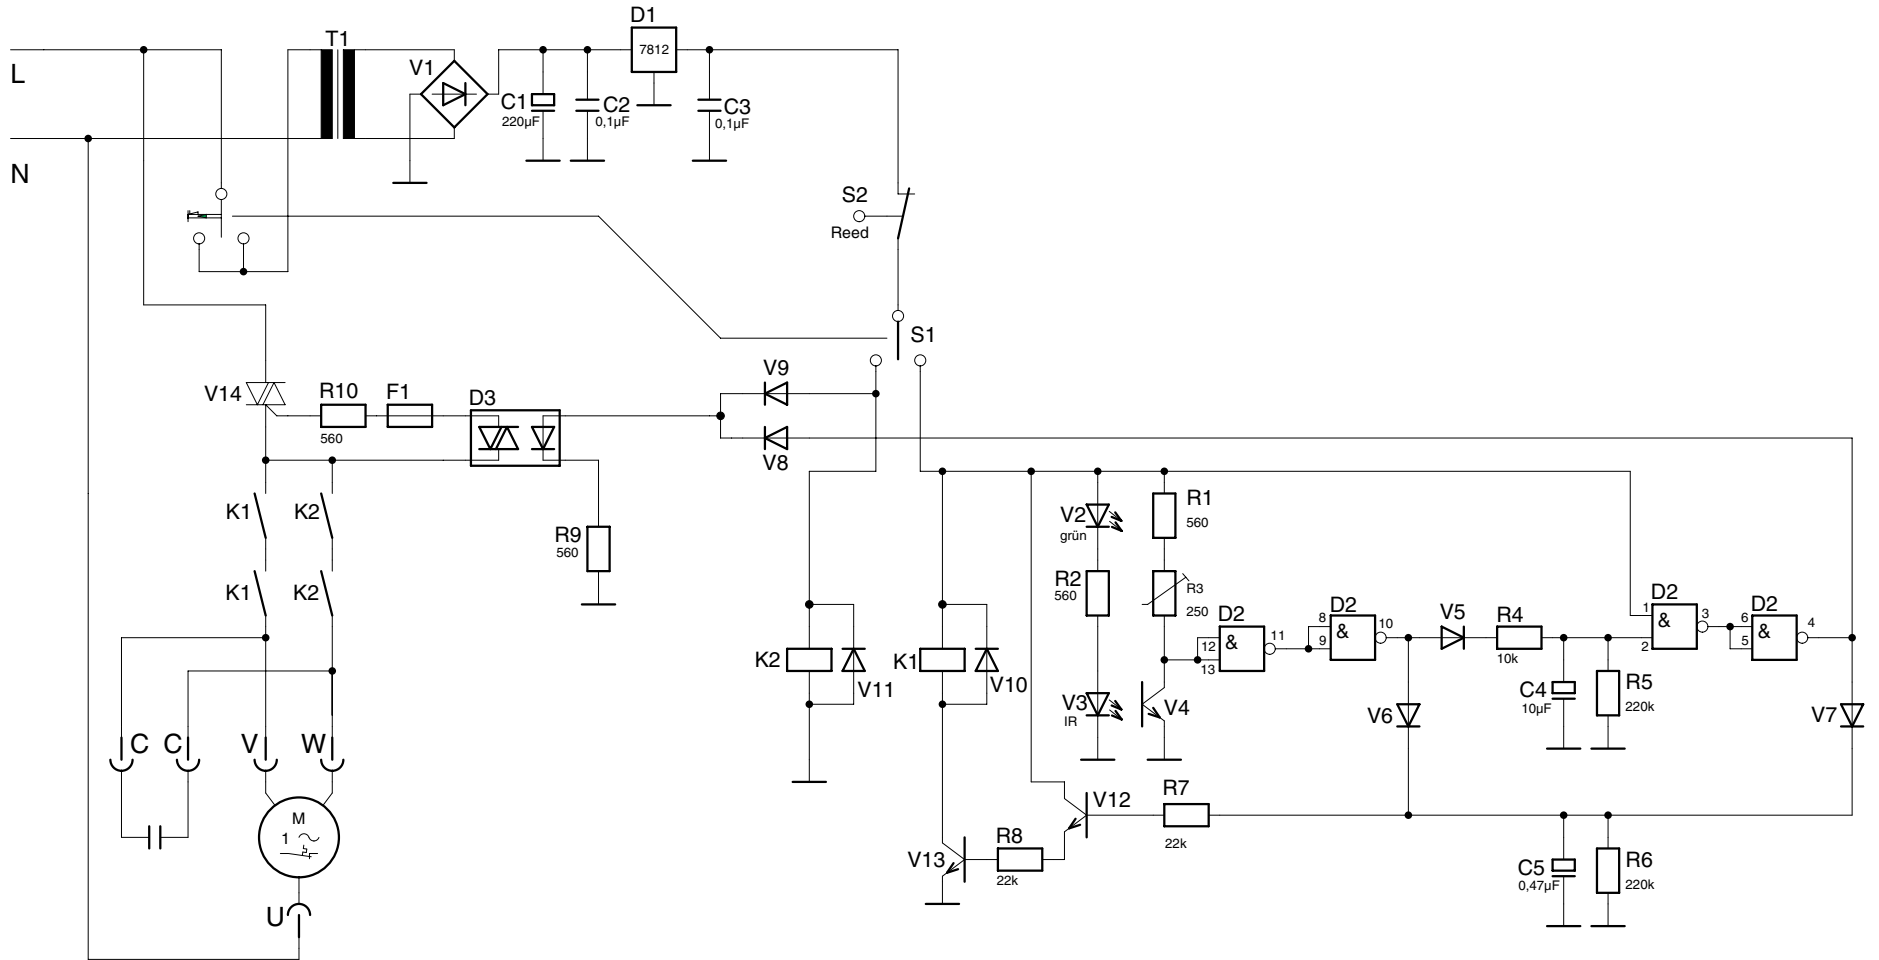 L
N
T1
V1
C1
220µF
C2
0,1µF
D1
7812
C3
0,1µF
S2
Reed
S1
V9
V8
V14
R10
560
F1
D3
K1
K2
K1
K2
R9
560
C
C
V
W
M
1
U
K2
V11
K1
V10
V2
grün
R2
560
V3
IR
R1
560
R3
250
V4
D2
&
12
13
11
D2
&
8
9
10
V5
R4
10k
C4
10µF
R5
220k
D2
&
1
2
3
D2
&
6
5
4
V6
V7
V12
R7
22k
V13
R8
22k
C5
0,47µF
R6
220k